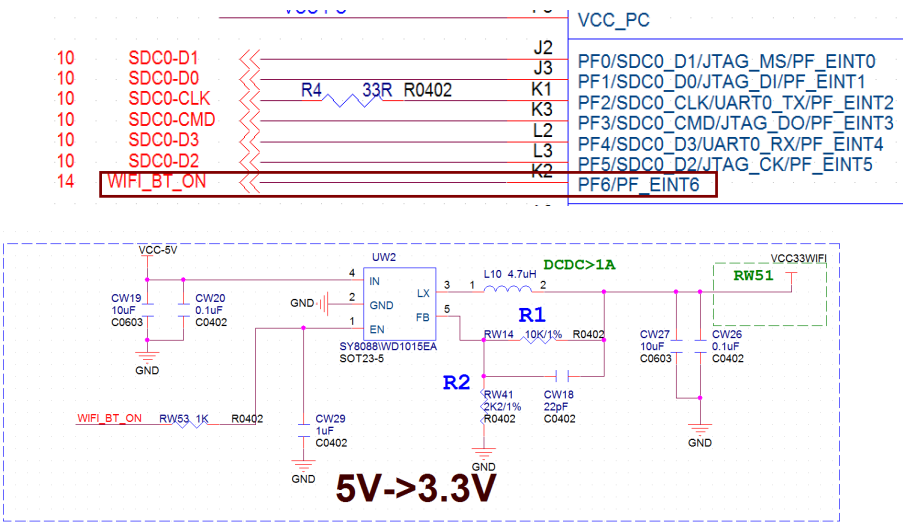 VCC_PC
10 SDC0-D1 J2 PF0/SDC0_D1/JTAG_MS/PF_EINT0
10 SDC0-D0 J3 PF1/SDC0_D0/JTAG_DI/PF_EINT1
10 SDC0-CLK R4 33R R0402 K1 PF2/SDC0_CLK/UART0_TX/PF_EINT2
10 SDC0-CMD K3 PF3/SDC0_CMD/JTAG_DO/PF_EINT3
10 SDC0-D3 L2 PF4/SDC0_D3/UART0_RX/PF_EINT4
10 SDC0-D2 L3 PF5/SDC0_D2/JTAG_CK/PF_EINT5
14 WIFI_BT_ON K2 PF6/PF_EINT6
VCC-5V
CW19
10uF
C0603
CW20
0.1uF
C0402
GND
UW2
4 IN
GND 2 GND
1 EN
LX 3
FB 5
SY8088\WD1015EA
SOT23-5
1 L10 4.7uH 2
DCDC>1A
R1
RW14 10K/1% R0402
R2
RW41
2K2/1%
R0402
GND
CW18
22pF
C0402
CW27
10uF
C0603
CW26
0.1uF
C0402
GND
RW51
VCC33WIFI
WIFI_BT_ON RW53 1K R0402
CW29
1uF
C0402
GND
5V->3.3V